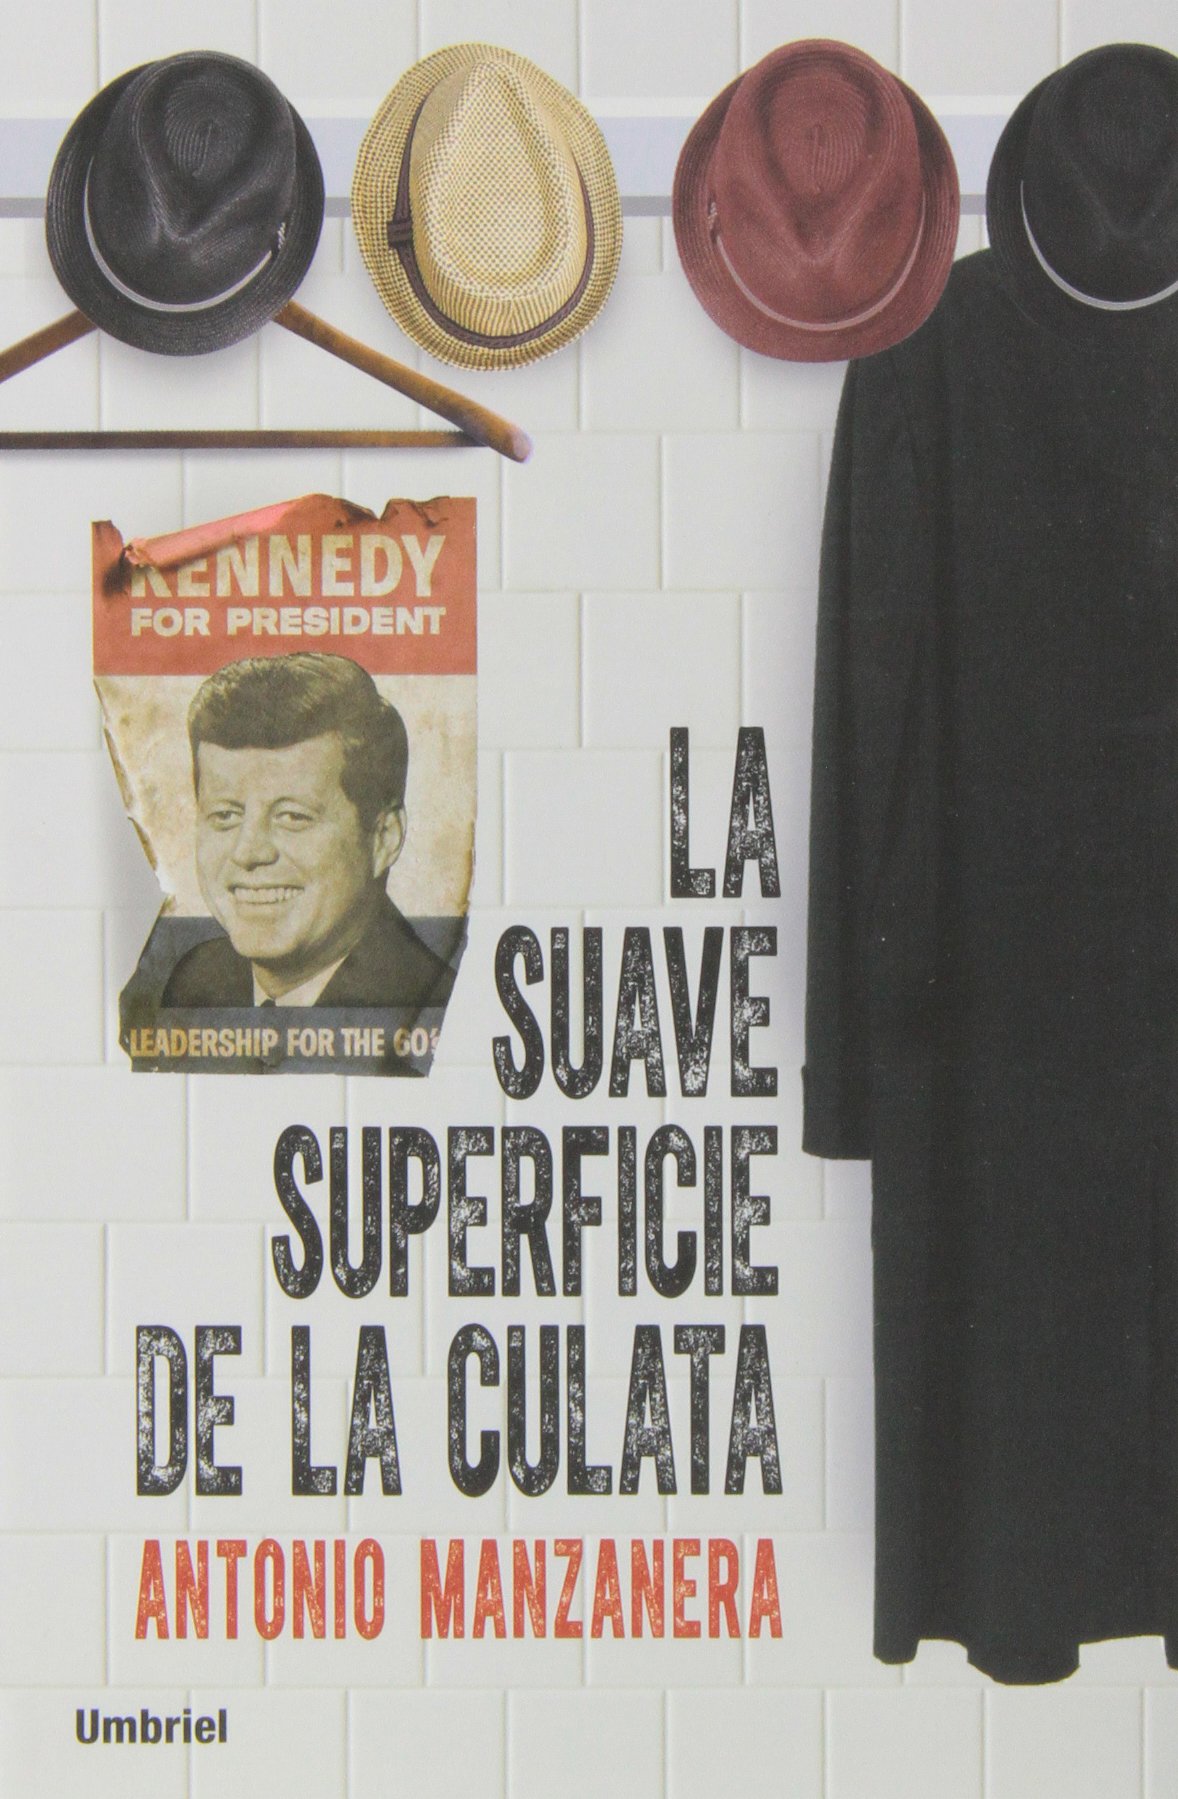 KENNEDY
FOR PRESIDENT
LEADERSHIP FOR THE 60's
LA
SUAVE
SUPERFICIE
DE LA CULATA
ANTONIO MANZANERA
Umbriel